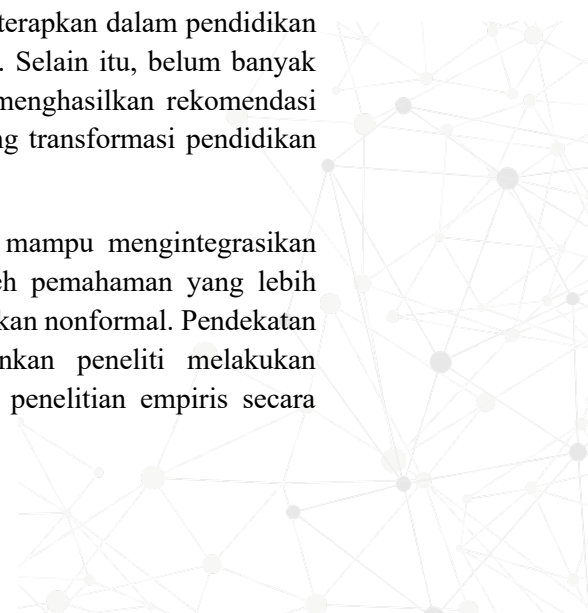 terapkan dalam pendidikan
. Selain itu, belum banyak
menghasilkan rekomendasi
ng transformasi pendidikan
mampu mengintegrasikan
eh pemahaman yang lebih
kan nonformal. Pendekatan
nkan peneliti melakukan
penelitian empiris secara